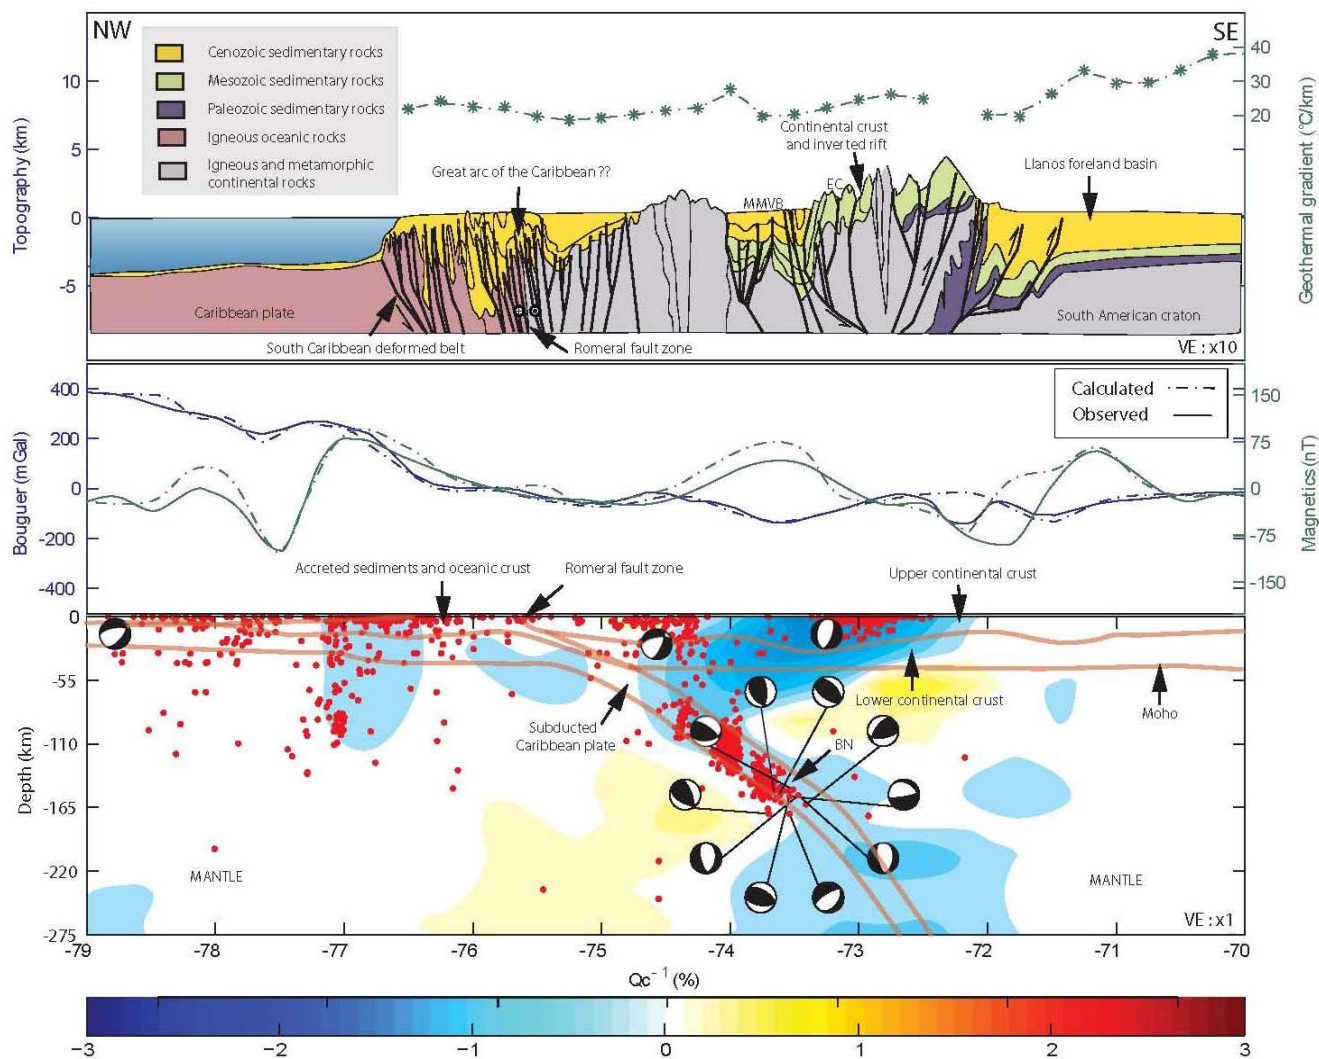 NW
SE
Cenozoic sedimentary rocks
Mesozoic sedimentary rocks
Paleozoic sedimentary rocks
Igneous oceanic rocks
Igneous and metamorphic
continental rocks
Topography (km)
10
5
0
-5
Geothermal gradient (°C/km)
40
30
20
10
Great arc of the Caribbean ??
Continental crust
and inverted rift
Llanos foreland basin
MMVB
EC
Caribbean plate
South American craton
South Caribbean deformed belt
Romeral fault zone
VE : x10
Bouguer (mGal)
400
200
0
-200
-400
Calculated
Observed
Magnetics (nT)
150
75
0
-75
-150
Accreted sediments and oceanic crust
Romeral fault zone
Upper continental crust
Depth (km)
0
-55
-110
-165
-220
-275
Subducted
Caribbean plate
Lower continental crust
Moho
BN
MANTLE
MANTLE
VE : x1
-79
-78
-77
-76
-75
-74
-73
-72
-71
-70
Qc⁻¹ (%)
−3
−2
−1
0
1
2
3